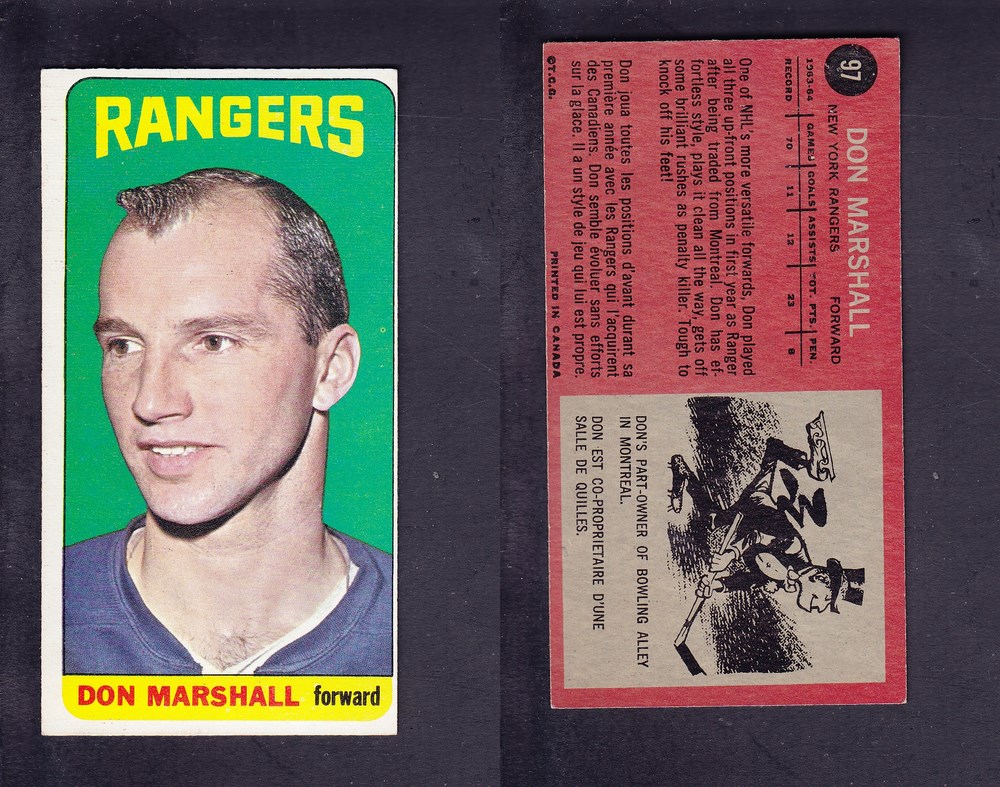 RANGERS
DON MARSHALL forward
97
DON MARSHALL
NEW YORK RANGERS FORWARD
1963-64 GAMES GOALS ASSISTS TOT PTS. PEN.
RECORD 70 11 12 23 8
One of NHL's more versatile forwards, Don played
all three up-front positions in first year as Ranger
after being traded from Montreal. Don has ef-
fortless style, plays it clean all the way, gets off
some brilliant rushes as penalty killer. Tough to
knock off his feet!
Don joua toutes les positions d'avant durant sa
première année avec les Rangers qui l'acquirent
des Canadiens. Don semble évoluer sans efforts
sur la glace. Il a un style de jeu qui lui est propre.
©T.C.G. PRINTED IN CANADA
DON'S PART-OWNER OF BOWLING ALLEY
IN MONTREAL.
DON EST CO-PROPRIETAIRE D'UNE
SALLE DE QUILLES.